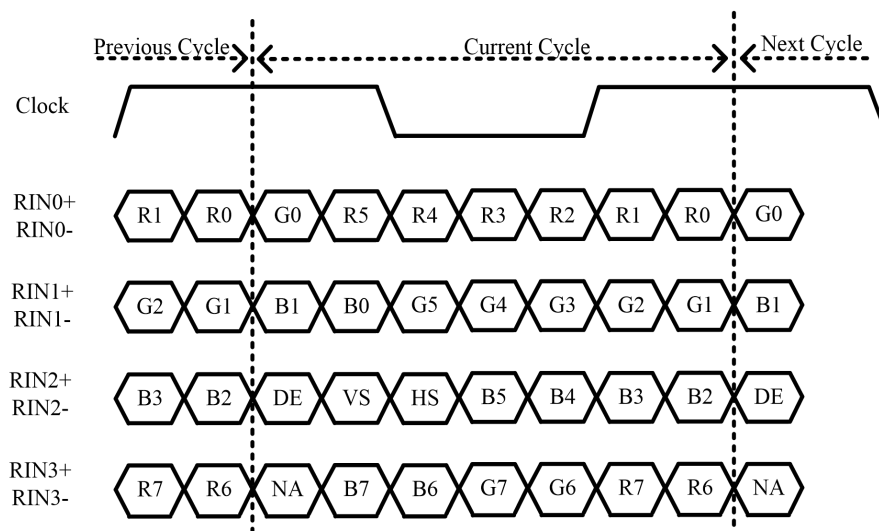 Previous Cycle Current Cycle Next Cycle
Clock
RIN0+
RIN0-
R1 R0 G0 R5 R4 R3 R2 R1 R0 G0
RIN1+
RIN1-
G2 G1 B1 B0 G5 G4 G3 G2 G1 B1
RIN2+
RIN2-
B3 B2 DE VS HS B5 B4 B3 B2 DE
RIN3+
RIN3-
R7 R6 NA B7 B6 G7 G6 R7 R6 NA